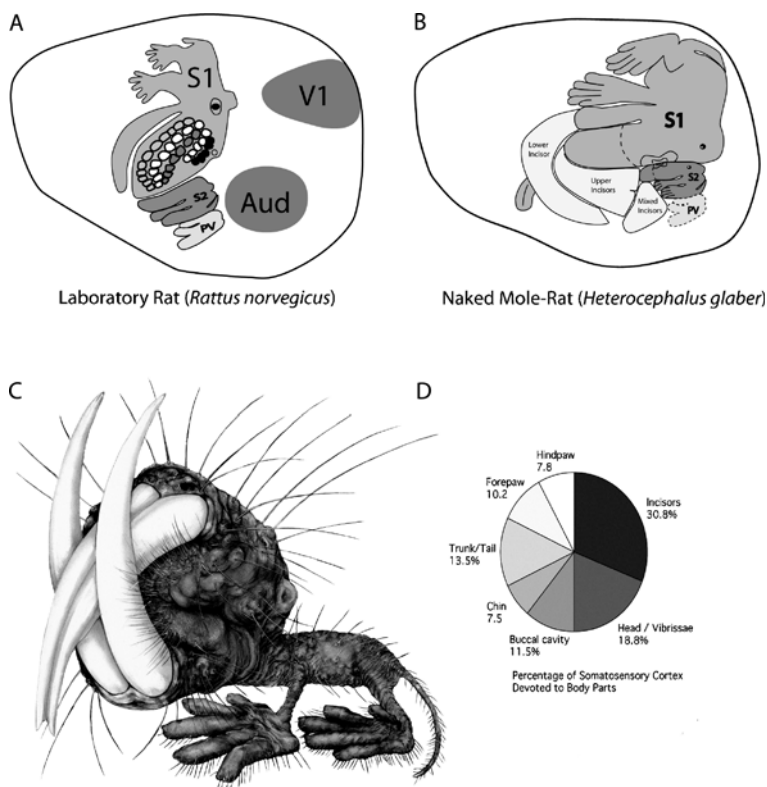 A
S1
V1
Aud
S2
PV
Laboratory Rat (Rattus norvegicus)
B
S1
Lower
Incisor
Upper
Incisors
Mixed
Incisors
S2
PV
Naked Mole-Rat (Heterocephalus glaber)
C
D
Hindpaw
7.8
Forepaw
10.2
Incisors
30.8%
Trunk/Tail
13.5%
Chin
7.5
Buccal cavity
11.5%
Head / Vibrissae
18.8%
Percentage of Somatosensory Cortex
Devoted to Body Parts